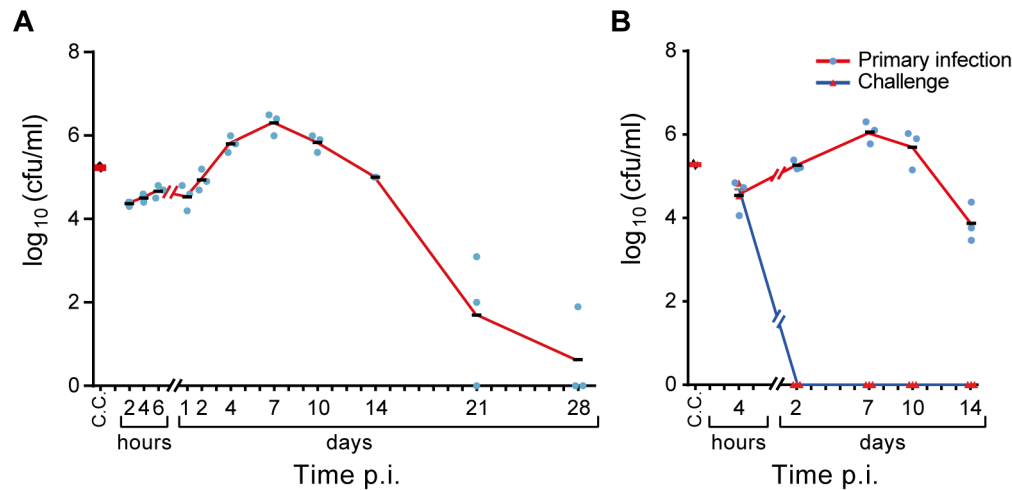 A
8
6
4
2
0
log10 (cfu/ml)
C.C.
2 4 6 1 2 4 7 10 14 21 28
hours days
Time p.i.
B
Primary infection
Challenge
8
6
4
2
0
log10 (cfu/ml)
C.C.
4 2 7 10 14
hours days
Time p.i.